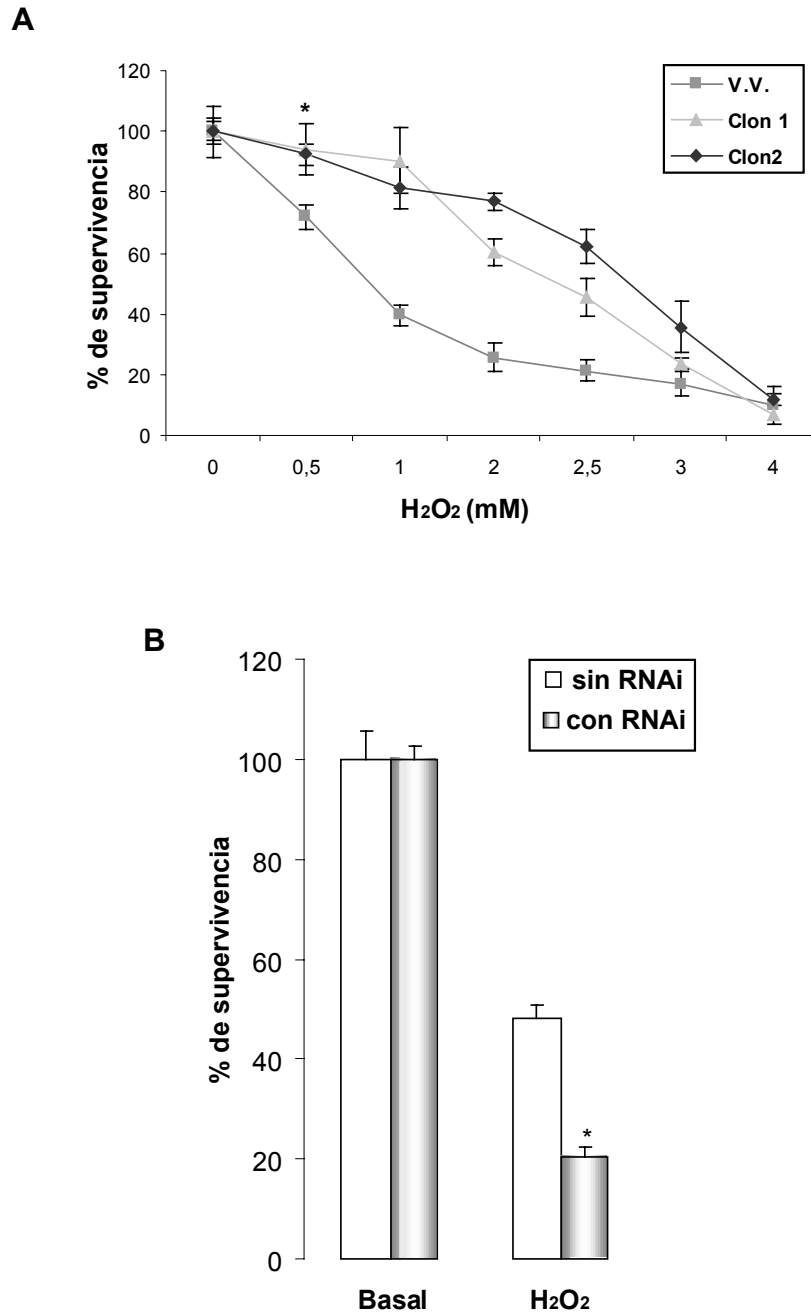 A
120
100
80
60
40
20
0
% de supervivencia
*
V.V.
Clon 1
Clon2
0 0,5 1 2 2,5 3 4
H₂O₂ (mM)
B
120
100
80
60
40
20
0
% de supervivencia
sin RNAi
con RNAi
*
Basal H₂O₂